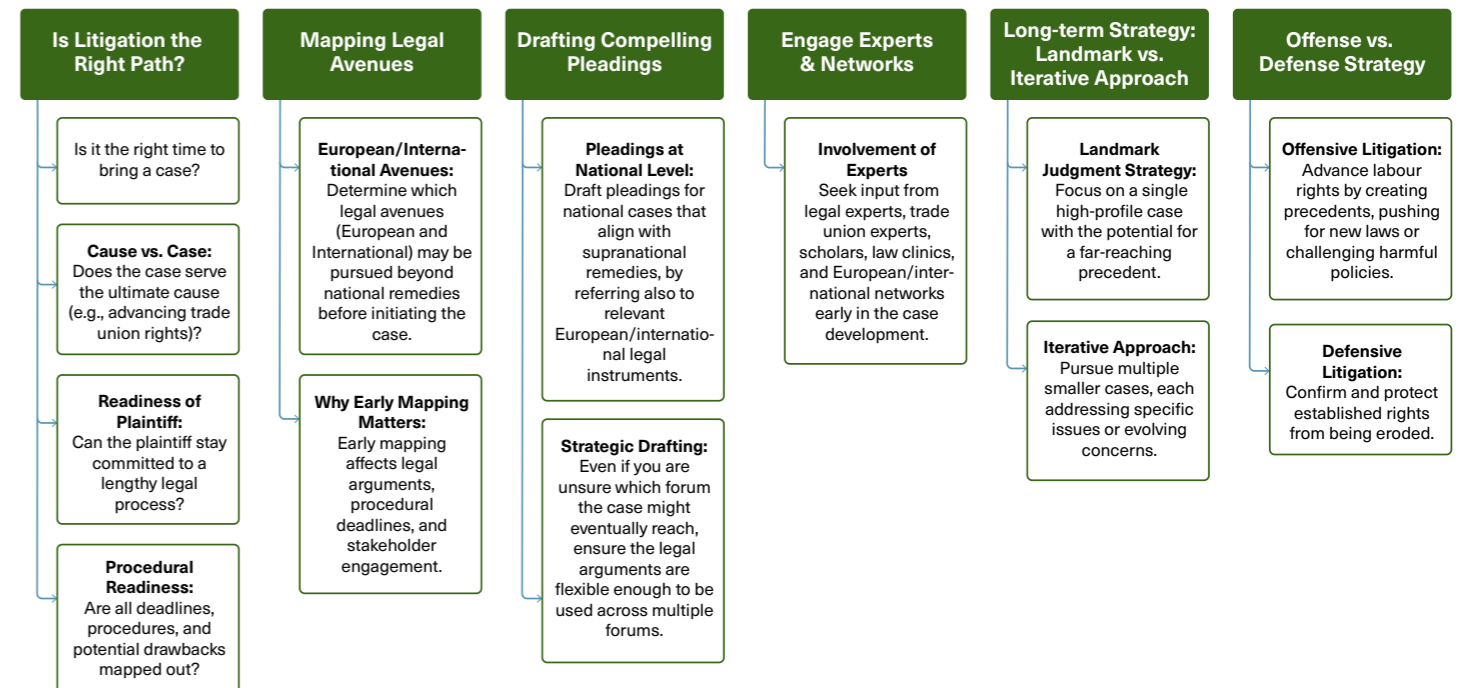 Is Litigation the
Right Path?
Is it the right time to
bring a case?
Cause vs. Case:
Does the case serve
the ultimate cause
(e.g., advancing trade
union rights)?
Readiness of
Plaintiff:
Can the plaintiff stay
committed to a
lengthy legal
process?
Procedural
Readiness:
Are all deadlines,
procedures, and
potential drawbacks
mapped out?
Mapping Legal
Avenues
European/Interna-
tional Avenues:
Determine which
legal avenues
(European and
International) may be
pursued beyond
national remedies
before initiating the
case.
Why Early Mapping
Matters:
Early mapping
affects legal
arguments,
procedural
deadlines, and
stakeholder
engagement.
Drafting Compelling
Pleadings
Pleadings at
National Level:
Draft pleadings for
national cases that
align with
supranational
remedies, by
referring also to
relevant
European/internatio-
nal legal
instruments.
Strategic Drafting:
Even if you are
unsure which forum
the case might
eventually reach,
ensure the legal
arguments are
flexible enough to be
used across multiple
forums.
Engage Experts
& Networks
Involvement of
Experts
Seek input from
legal experts, trade
union experts,
scholars, law clinics,
and European/inter-
national networks
early in the case
development.
Long-term Strategy:
Landmark vs.
Iterative Approach
Landmark
Judgment Strategy:
Focus on a single
high-profile case
with the potential for
a far-reaching
precedent.
Iterative Approach:
Pursue multiple
smaller cases, each
addressing specific
issues or evolving
concerns.
Offense vs.
Defense Strategy
Offensive Litigation:
Advance labour
rights by creating
precedents, pushing
for new laws or
challenging harmful
policies.
Defensive
Litigation:
Confirm and protect
established rights
from being eroded.